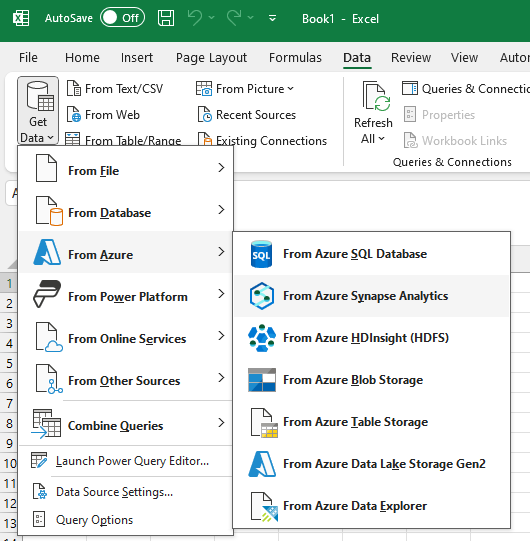 AutoSave Off Book1 - Excel
File Home Insert Page Layout Formulas Data Review View Autor
Get Data
From Text/CSV
From Web
From Table/Range
From Picture
Recent Sources
Existing Connections
Refresh All
Queries & Connectio
Properties
Workbook Links
Queries & Connections
From File
From Database
From Azure
From Power Platform
From Online Services
From Other Sources
Combine Queries
Launch Power Query Editor...
Data Source Settings...
Query Options
From Azure SQL Database
From Azure Synapse Analytics
From Azure HDInsight (HDFS)
From Azure Blob Storage
From Azure Table Storage
From Azure Data Lake Storage Gen2
From Azure Data Explorer
1
2
3
4
5
6
7
8
9
10
11
12
13